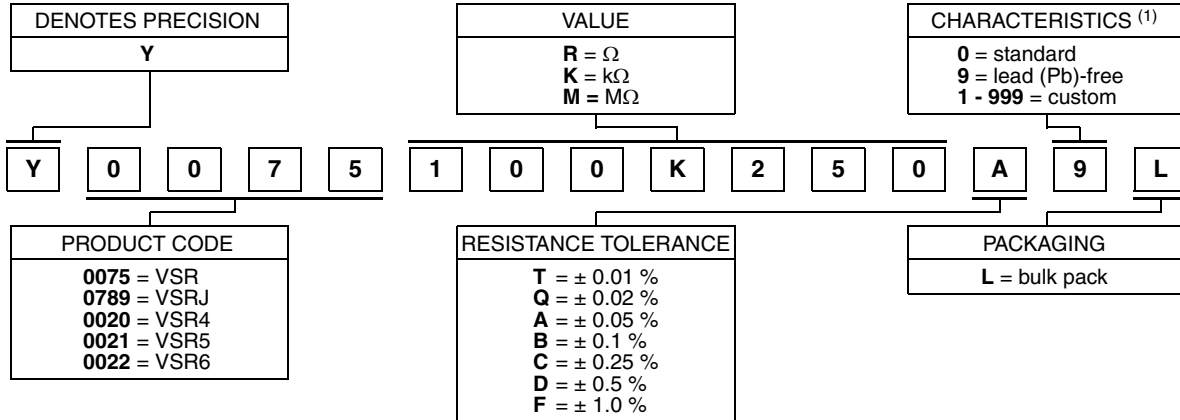 DENOTES PRECISION
Y
VALUE
R = Ω
K = kΩ
M = MΩ
CHARACTERISTICS (1)
0 = standard
9 = lead (Pb)-free
1 - 999 = custom
Y 0 0 7 5 1 0 0 K 2 5 0 A 9 L
PRODUCT CODE
0075 = VSR
0789 = VSRJ
0020 = VSR4
0021 = VSR5
0022 = VSR6
RESISTANCE TOLERANCE
T = ± 0.01 %
Q = ± 0.02 %
A = ± 0.05 %
B = ± 0.1 %
C = ± 0.25 %
D = ± 0.5 %
F = ± 1.0 %
PACKAGING
L = bulk pack